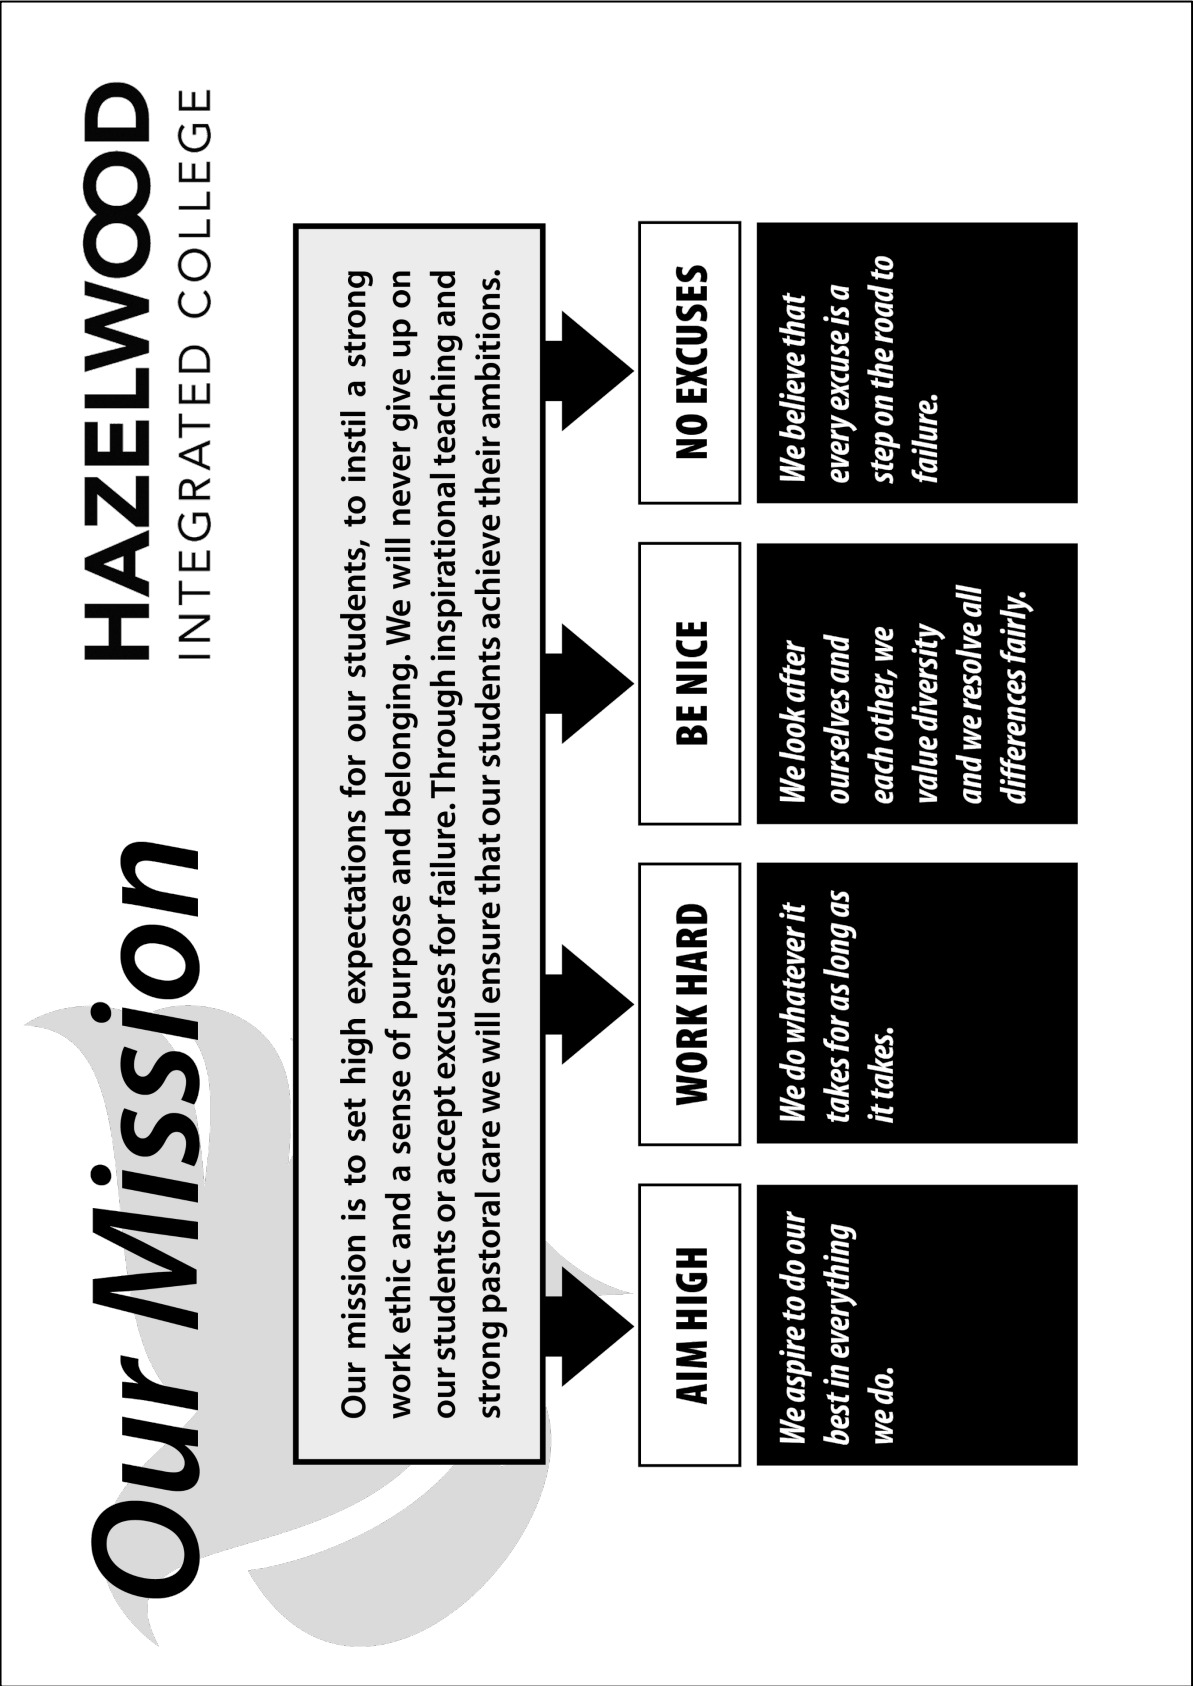 Our Mission
HAZELWOOD
INTEGRATED COLLEGE
Our mission is to set high expectations for our students, to instil a strong
work ethic and a sense of purpose and belonging. We will never give up on
our students or accept excuses for failure. Through inspirational teaching and
strong pastoral care we will ensure that our students achieve their ambitions.
AIM HIGH
We aspire to do our
best in everything
we do.
WORK HARD
We do whatever it
takes for as long as
it takes.
BE NICE
We look after
ourselves and
each other, we
value diversity
and we resolve all
differences fairly.
NO EXCUSES
We believe that
every excuse is a
step on the road to
failure.